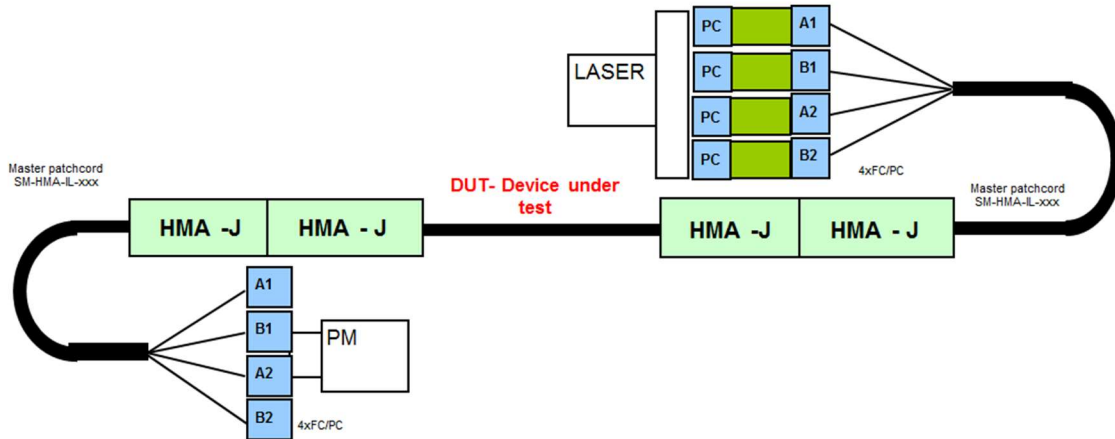 LASER
PC
A1
PC
B1
PC
A2
PC
B2
4xFC/PC
Master patchcord
SM-HMA-IL-xxx
DUT- Device under
test
Master patchcord
SM-HMA-IL-xxx
HMA -J
HMA - J
HMA -J
HMA - J
A1
B1
A2
B2
PM
4xFC/PC